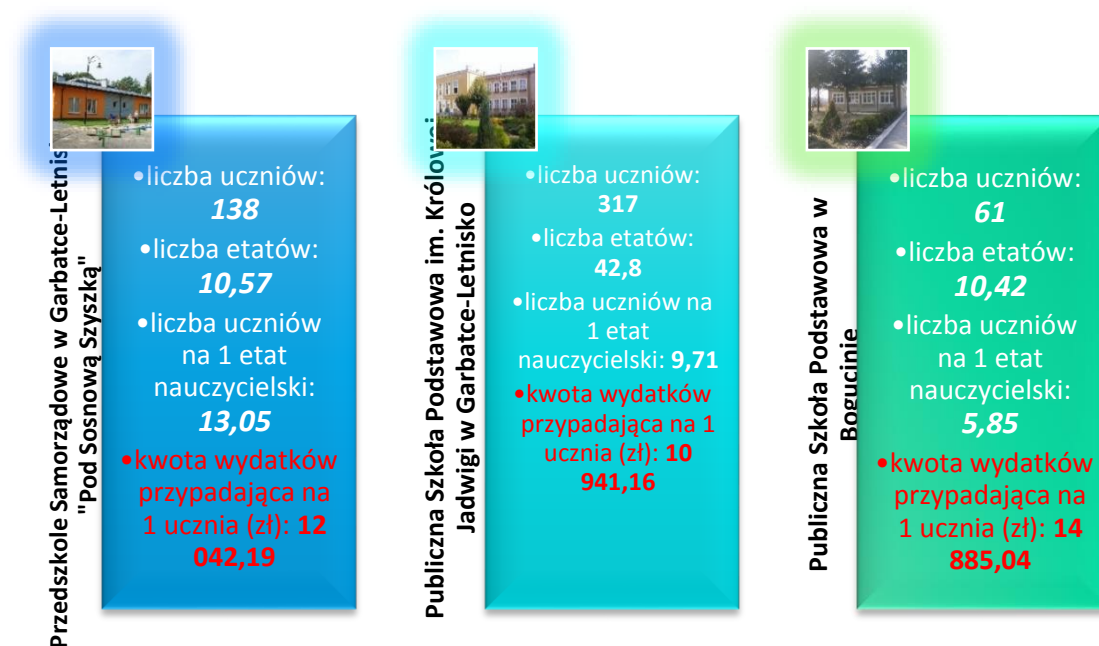 Przedszkole Samorządowe w Garbatce-Letnis
"Pod Sosnową Szyszką"
•liczba uczniów:
138
•liczba etatów:
10,57
•liczba uczniów
na 1 etat
nauczycielski:
13,05
•kwota wydatków
przypadająca na
1 ucznia (zł): 12
042,19
Publiczna Szkoła Podstawowa im. Królowej
Jadwigi w Garbatce-Letnisko
•liczba uczniów:
317
•liczba etatów:
42,8
•liczba uczniów na
1 etat
nauczycielski: 9,71
•kwota wydatków
przypadająca na 1
ucznia (zł): 10
941,16
Publiczna Szkoła Podstawowa w
Bogucinie
•liczba uczniów:
61
•liczba etatów:
10,42
•liczba uczniów
na 1 etat
nauczycielski:
5,85
•kwota wydatków
przypadająca na
1 ucznia (zł): 14
885,04